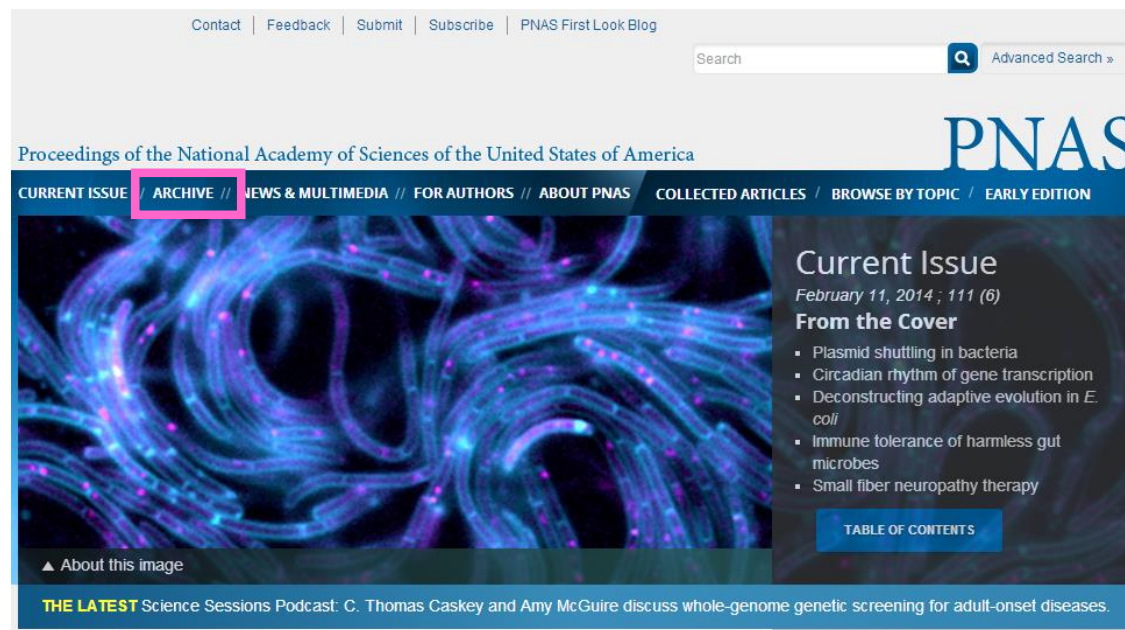 Contact | Feedback | Submit | Subscribe | PNAS First Look Blog
Search
Advanced Search »
Proceedings of the National Academy of Sciences of the United States of America
PNAS
CURRENT ISSUE // ARCHIVE // NEWS & MULTIMEDIA // FOR AUTHORS // ABOUT PNAS COLLECTED ARTICLES / BROWSE BY TOPIC / EARLY EDITION
Current Issue
February 11, 2014 ; 111 (6)
From the Cover
▪ Plasmid shuttling in bacteria
▪ Circadian rhythm of gene transcription
▪ Deconstructing adaptive evolution in E.
coli
▪ Immune tolerance of harmless gut
microbes
▪ Small fiber neuropathy therapy
TABLE OF CONTENTS
▲ About this image
THE LATEST Science Sessions Podcast: C. Thomas Caskey and Amy McGuire discuss whole-genome genetic screening for adult-onset diseases.